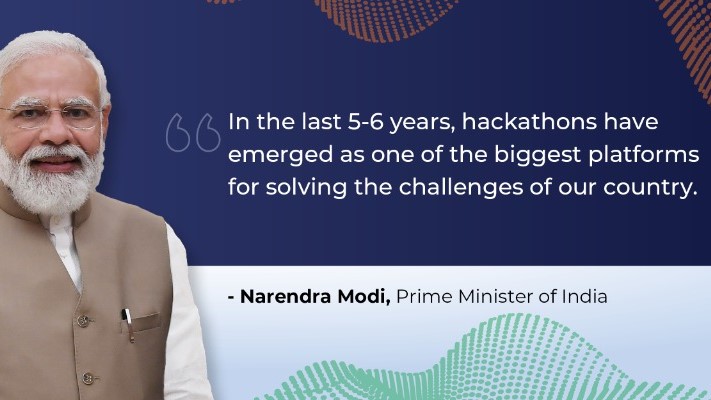 In the last 5-6 years, hackathons have
emerged as one of the biggest platforms
for solving the challenges of our country.
- Narendra Modi, Prime Minister of India